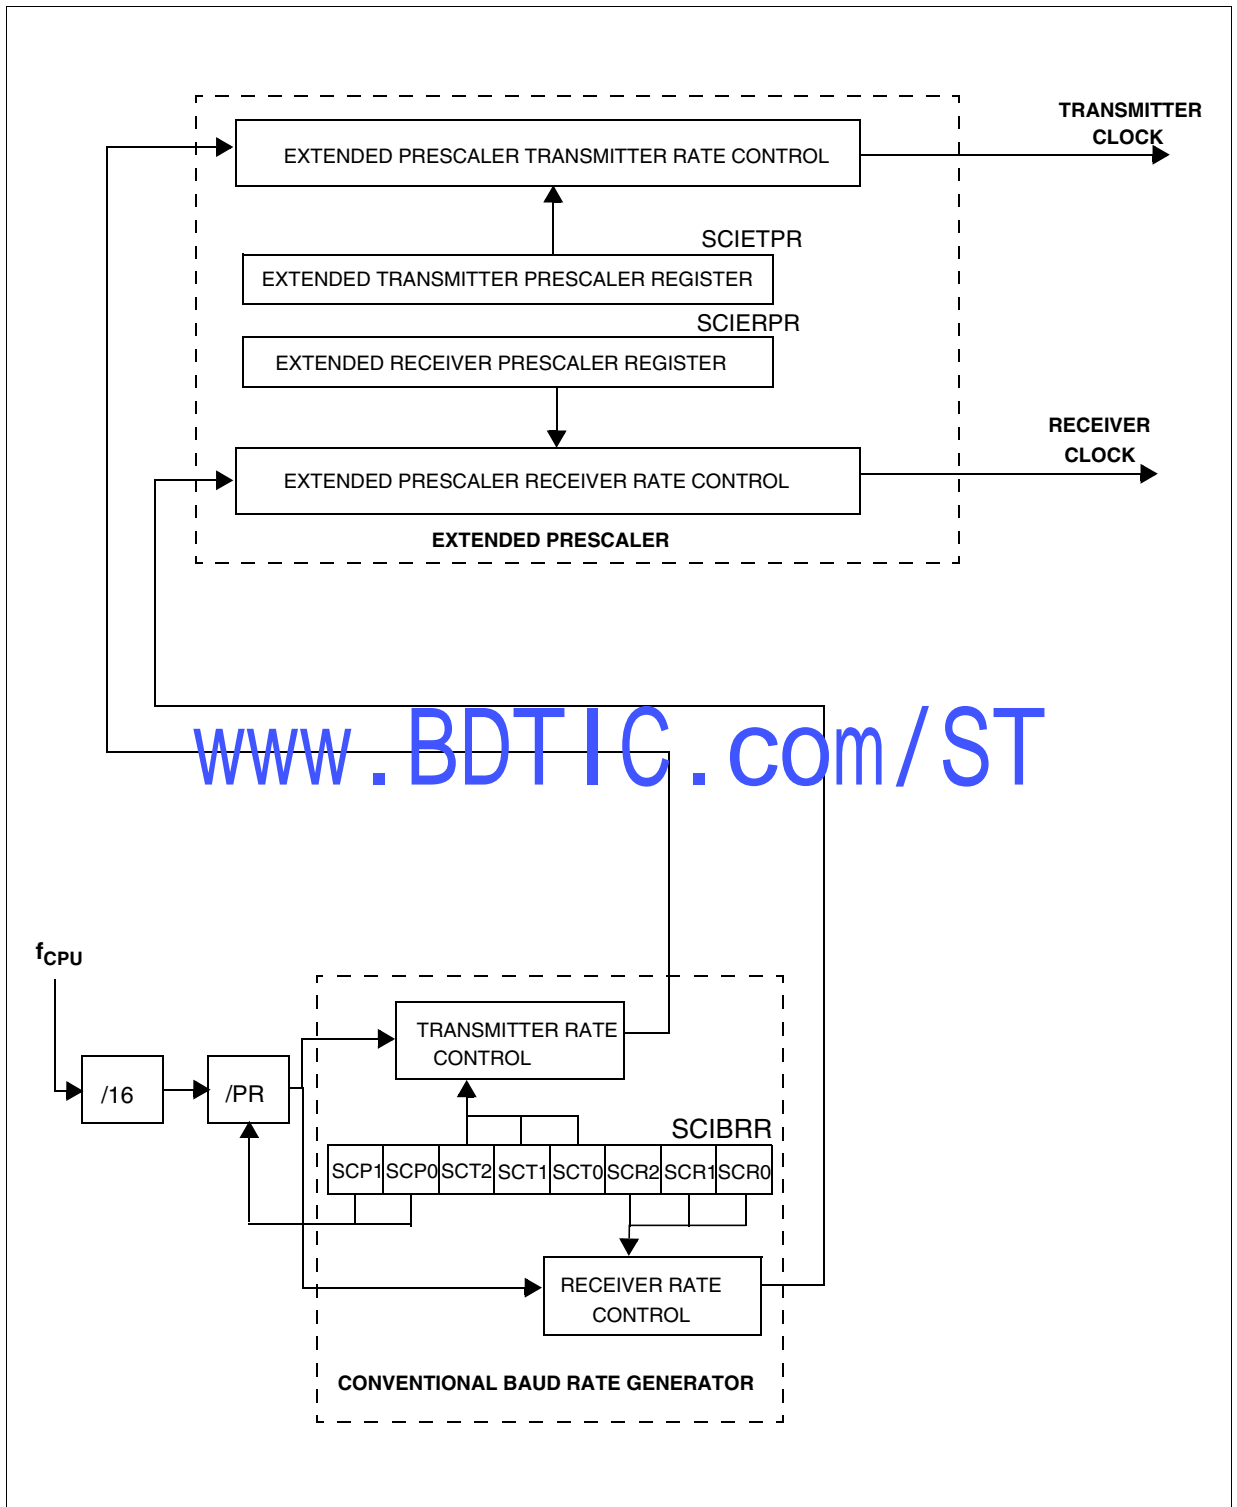 TRANSMITTER
CLOCK
EXTENDED PRESCALER TRANSMITTER RATE CONTROL
SCIETPR
EXTENDED TRANSMITTER PRESCALER REGISTER
SCIERPR
EXTENDED RECEIVER PRESCALER REGISTER
RECEIVER
CLOCK
EXTENDED PRESCALER RECEIVER RATE CONTROL
EXTENDED PRESCALER
www.BDTIC.com/ST
fCPU
TRANSMITTER RATE
CONTROL
/16
/PR
SCIBRR
SCP1 SCP0 SCT2 SCT1 SCT0 SCR2 SCR1 SCR0
RECEIVER RATE
CONTROL
CONVENTIONAL BAUD RATE GENERATOR